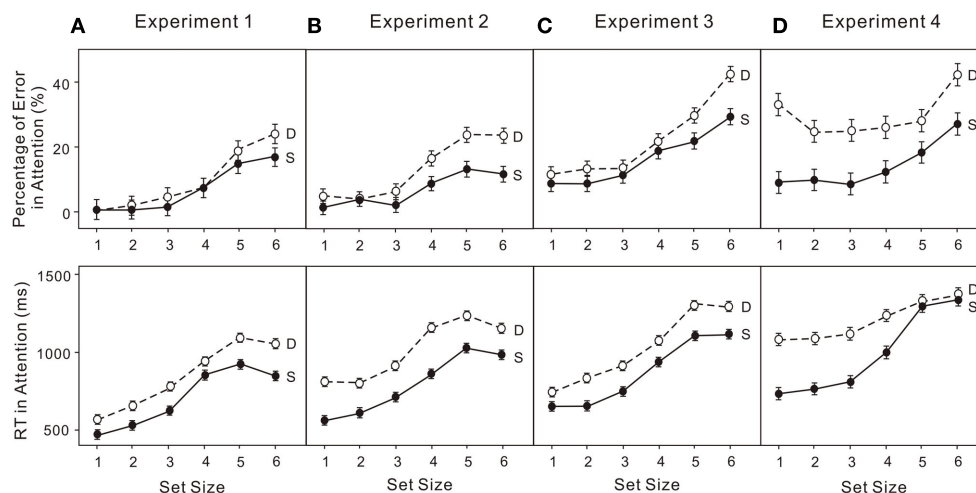 A Experiment 1 B Experiment 2 C Experiment 3 D Experiment 4
Percentage of Error
in Attention (%)
40
20
0
D
S
D
S
D
S
D
S
1 2 3 4 5 6 1 2 3 4 5 6 1 2 3 4 5 6 1 2 3 4 5 6
RT in Attention (ms)
1500
1000
500
D
S
D
S
D
S
D
S
1 2 3 4 5 6 1 2 3 4 5 6 1 2 3 4 5 6 1 2 3 4 5 6
Set Size Set Size Set Size Set Size